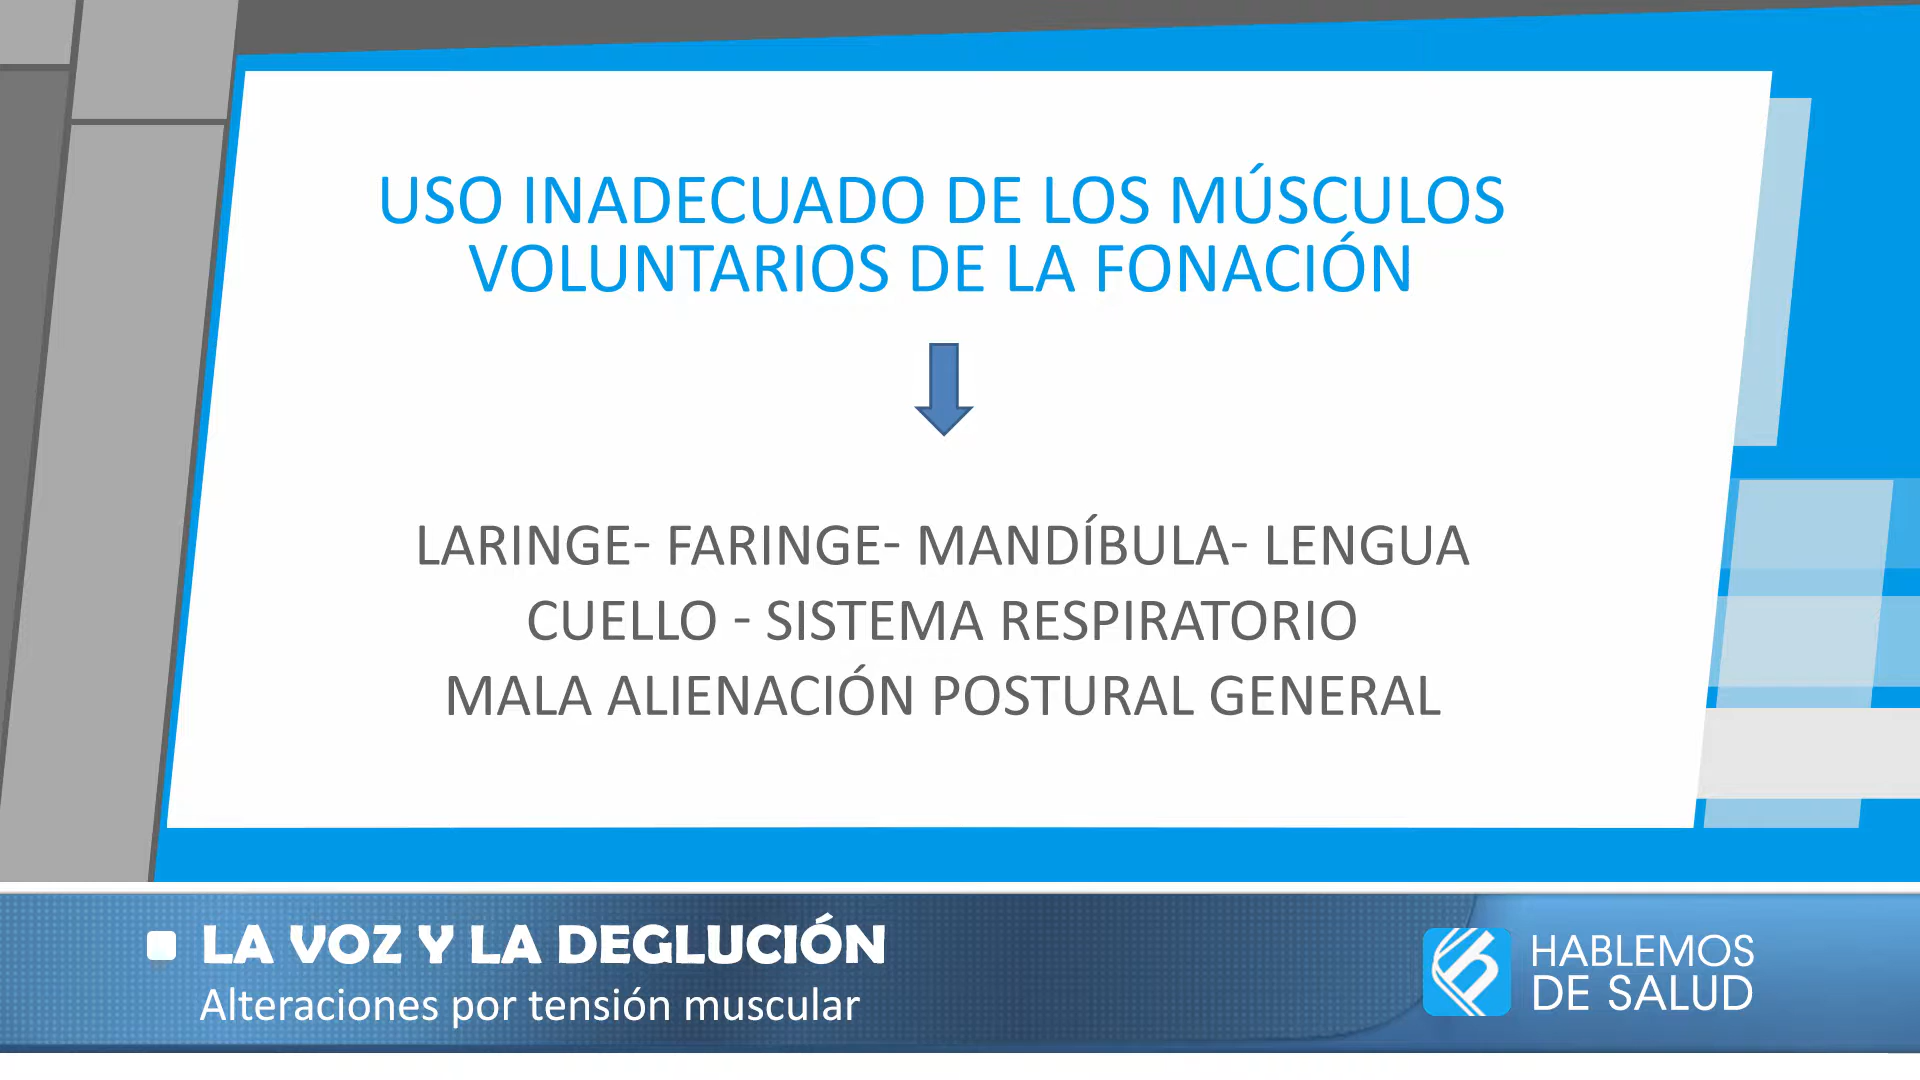 USO INADECUADO DE LOS MÚSCULOS
VOLUNTARIOS DE LA FONACIÓN
LARINGE- FARINGE- MANDÍBULA- LENGUA
CUELLO - SISTEMA RESPIRATORIO
MALA ALIENACIÓN POSTURAL GENERAL
LA VOZ Y LA DEGLUCIÓN
Alteraciones por tensión muscular
HABLEMOS
DE SALUD